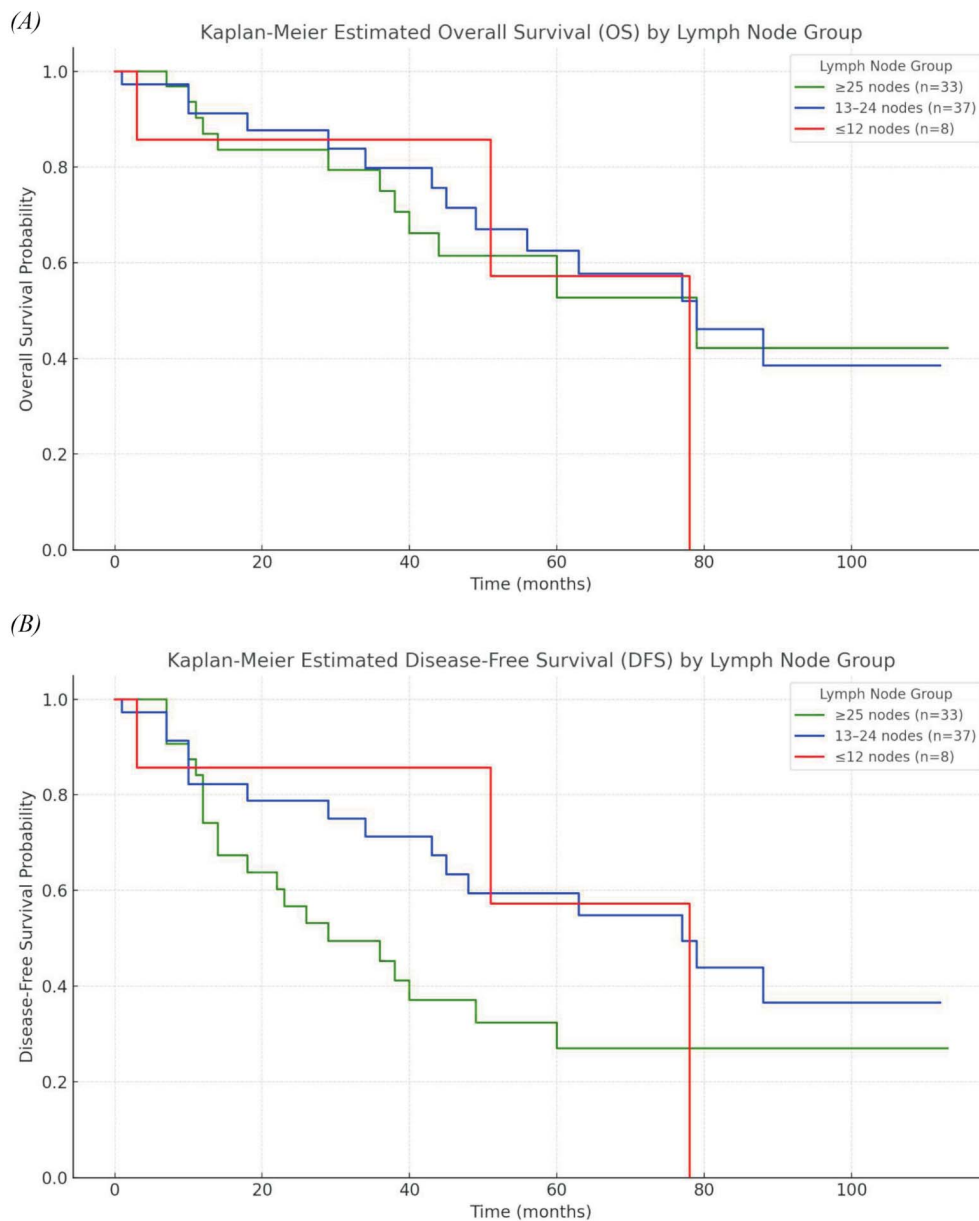 (A)
Kaplan-Meier Estimated Overall Survival (OS) by Lymph Node Group
Lymph Node Group
≥25 nodes (n=33)
13–24 nodes (n=37)
≤12 nodes (n=8)
Overall Survival Probability
1.0
0.8
0.6
0.4
0.2
0.0
0
20
40
60
80
100
Time (months)
(B)
Kaplan-Meier Estimated Disease-Free Survival (DFS) by Lymph Node Group
Lymph Node Group
≥25 nodes (n=33)
13–24 nodes (n=37)
≤12 nodes (n=8)
Disease-Free Survival Probability
1.0
0.8
0.6
0.4
0.2
0.0
0
20
40
60
80
100
Time (months)